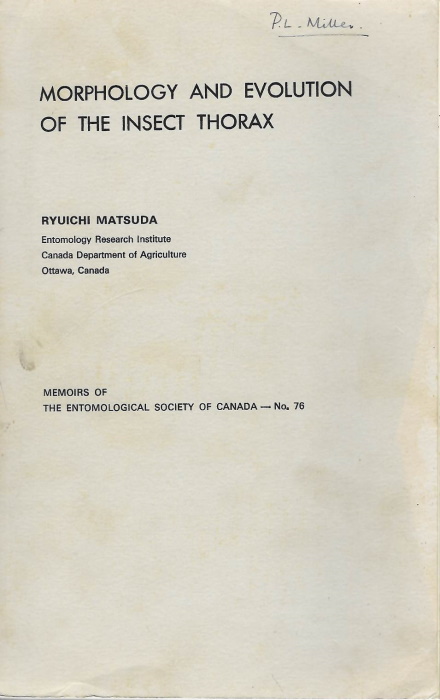 P.L. Miller.
MORPHOLOGY AND EVOLUTION
OF THE INSECT THORAX
RYUICHI MATSUDA
Entomology Research Institute
Canada Department of Agriculture
Ottawa, Canada
MEMOIRS OF
THE ENTOMOLOGICAL SOCIETY OF CANADA — No. 76